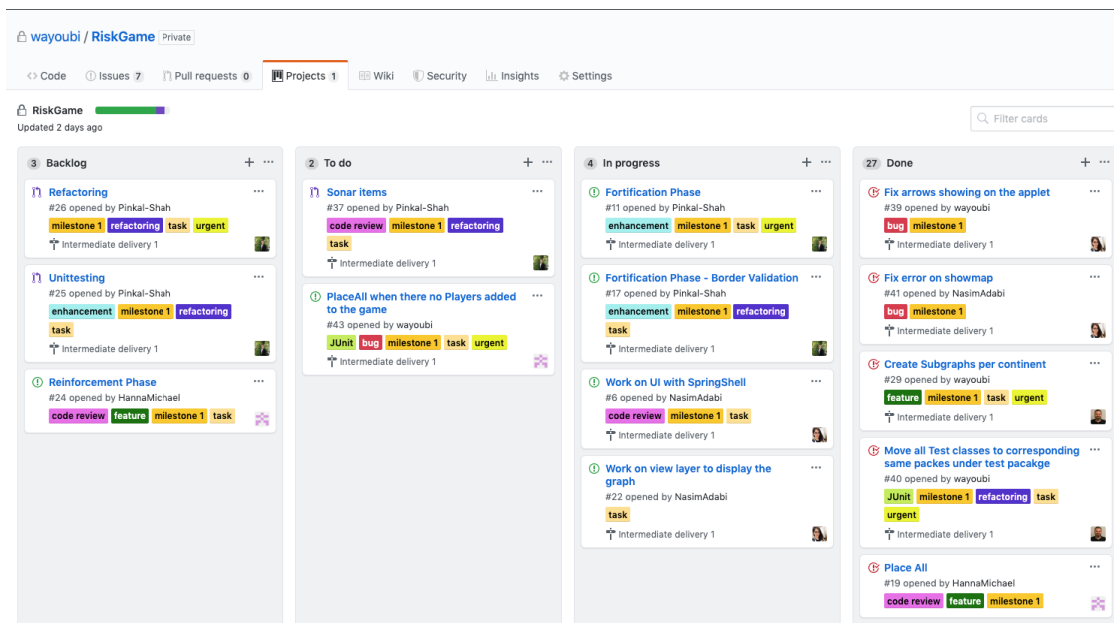 wayoubi / RiskGame Private
Code Issues 7 Pull requests 0 Projects 1 Wiki Security Insights Settings
RiskGame
Updated 2 days ago
Filter cards
3 Backlog
Refactoring
#26 opened by Pinkal-Shah
milestone 1 refactoring task urgent
Intermediate delivery 1
Unittesting
#25 opened by Pinkal-Shah
enhancement milestone 1 refactoring
task
Intermediate delivery 1
Reinforcement Phase
#24 opened by HannaMichael
code review feature milestone 1 task
2 To do
Sonar items
#37 opened by Pinkal-Shah
code review milestone 1 refactoring
task
Intermediate delivery 1
PlaceAll when there no Players added
to the game
#43 opened by wayoubi
JUnit bug milestone 1 task urgent
Intermediate delivery 1
4 In progress
Fortification Phase
#11 opened by Pinkal-Shah
enhancement milestone 1 task urgent
Intermediate delivery 1
Fortification Phase - Border Validation
#17 opened by Pinkal-Shah
enhancement milestone 1 refactoring
task
Intermediate delivery 1
Work on UI with SpringShell
#6 opened by NasimAdabi
code review milestone 1 task
Intermediate delivery 1
Work on view layer to display the
graph
#22 opened by NasimAdabi
task
Intermediate delivery 1
27 Done
Fix arrows showing on the applet
#39 opened by wayoubi
bug milestone 1
Intermediate delivery 1
Fix error on showmap
#41 opened by NasimAdabi
bug milestone 1
Intermediate delivery 1
Create Subgraphs per continent
#29 opened by wayoubi
feature milestone 1 task urgent
Intermediate delivery 1
Move all Test classes to corresponding
same packes under test pacakge
#40 opened by wayoubi
JUnit milestone 1 refactoring task
urgent
Intermediate delivery 1
Place All
#19 opened by HannaMichael
code review feature milestone 1